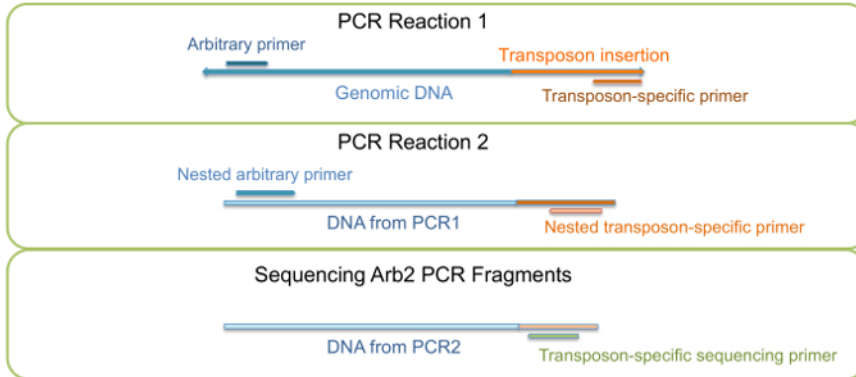 PCR Reaction 1
Arbitrary primer
Transposon insertion
Genomic DNA
Transposon-specific primer
PCR Reaction 2
Nested arbitrary primer
DNA from PCR1
Nested transposon-specific primer
Sequencing Arb2 PCR Fragments
DNA from PCR2
Transposon-specific sequencing primer